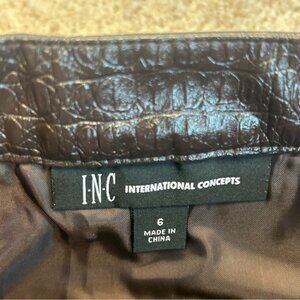 I·N·C INTERNATIONAL CONCEPTS
6
MADE IN
CHINA